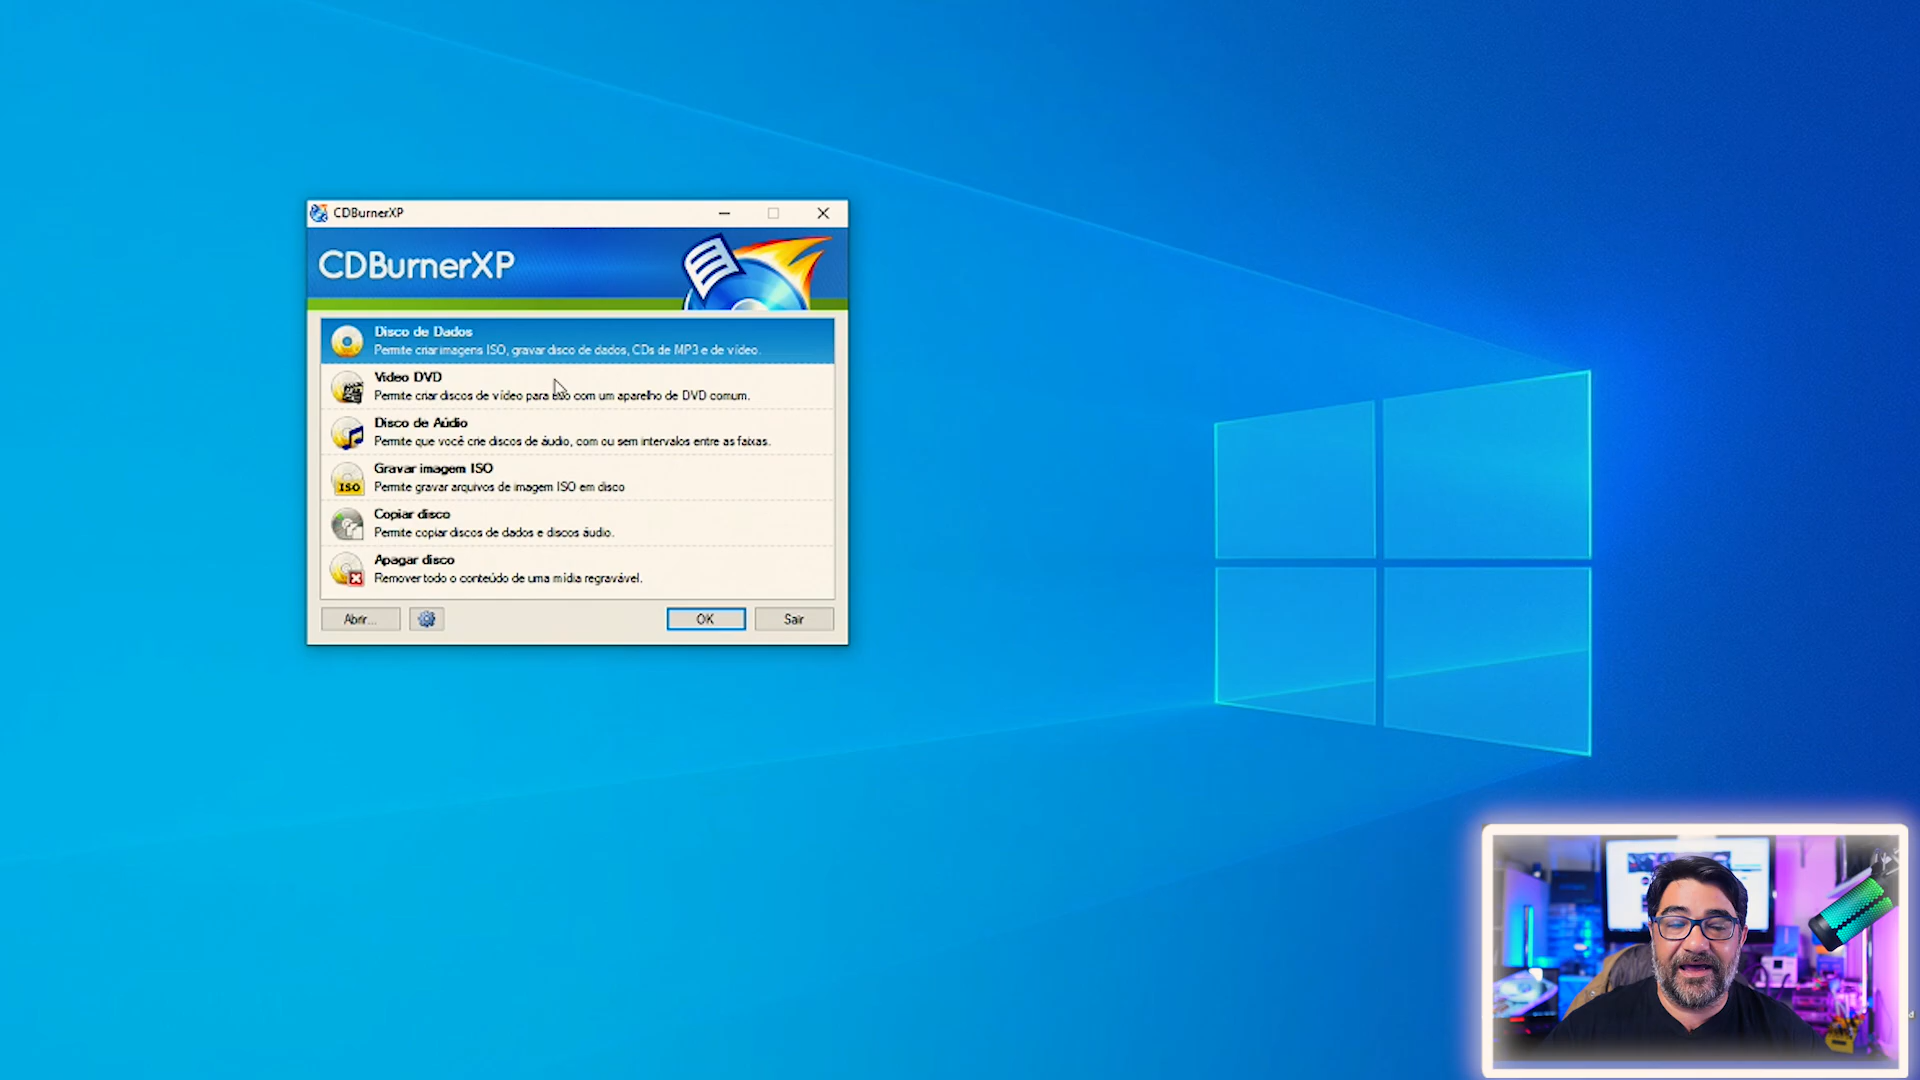 CDBurnerXP
CDBurnerXP
Disco de Dados
Permite criar imagens ISO, gravar disco de dados, CDs de MP3 e de vídeo.
Video DVD
Permite criar discos de vídeo para uso com um aparelho de DVD comum.
Disco de Aúdio
Permite que você crie discos de áudio, com ou sem intervalos entre as faixas.
Gravar imagem ISO
ISO
Permite gravar arquivos de imagem ISO em disco
Copiar disco
Permite copiar discos de dados e discos áudio.
Apagar disco
Remover todo o conteúdo de uma mídia regravável.
Abrir...
OK
Sair